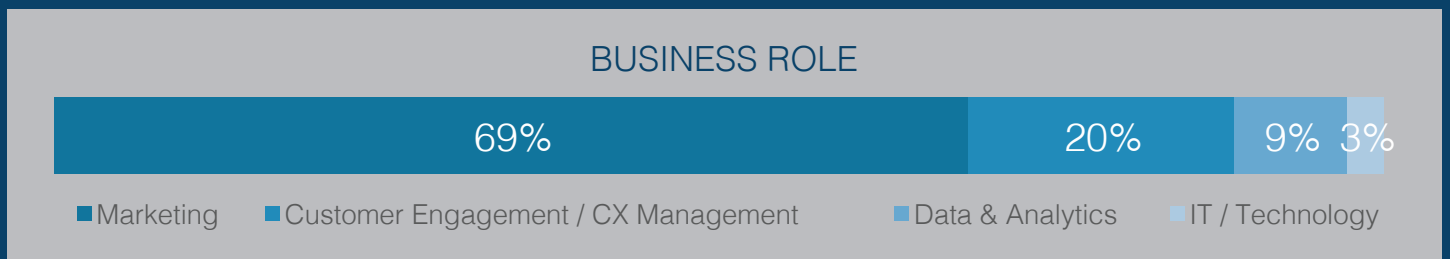 BUSINESS ROLE
69% 20% 9% 3%
Marketing Customer Engagement / CX Management Data & Analytics IT / Technology